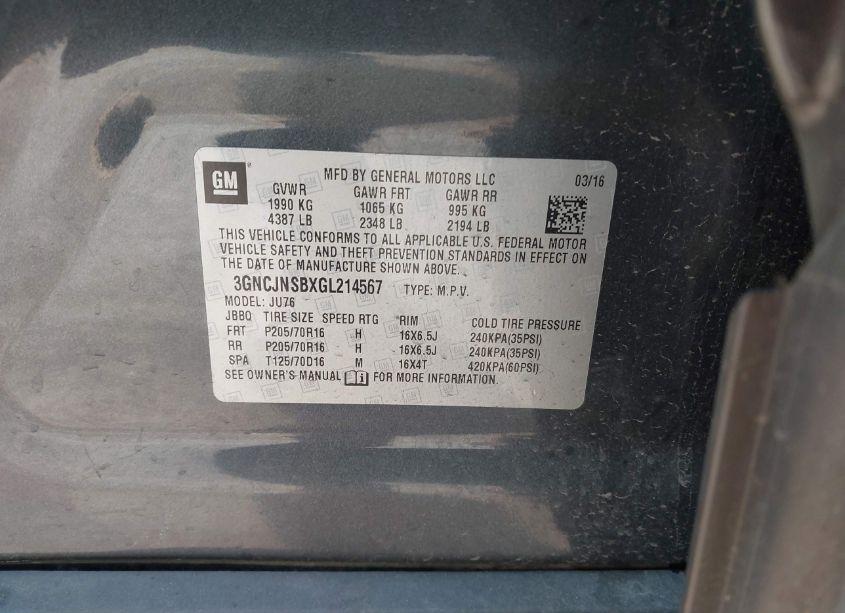 GM
MFD BY GENERAL MOTORS LLC 03/16
GVWR GAWR FRT GAWR RR
1990 KG 1065 KG 995 KG
4387 LB 2348 LB 2194 LB
THIS VEHICLE CONFORMS TO ALL APPLICABLE U.S. FEDERAL MOTOR
VEHICLE SAFETY AND THEFT PREVENTION STANDARDS IN EFFECT ON
THE DATE OF MANUFACTURE SHOWN ABOVE.
3GNCJNSBXGL214567 TYPE: M.P.V.
MODEL: JU76
JBBQ TIRE SIZE SPEED RTG RIM COLD TIRE PRESSURE
FRT P205/70R16 H 16X6.5J 240KPA(35PSI)
RR P205/70R16 H 16X6.5J 240KPA(35PSI)
SPA T125/70D16 M 16X4T 420KPA(60PSI)
SEE OWNER'S MANUAL FOR MORE INFORMATION.